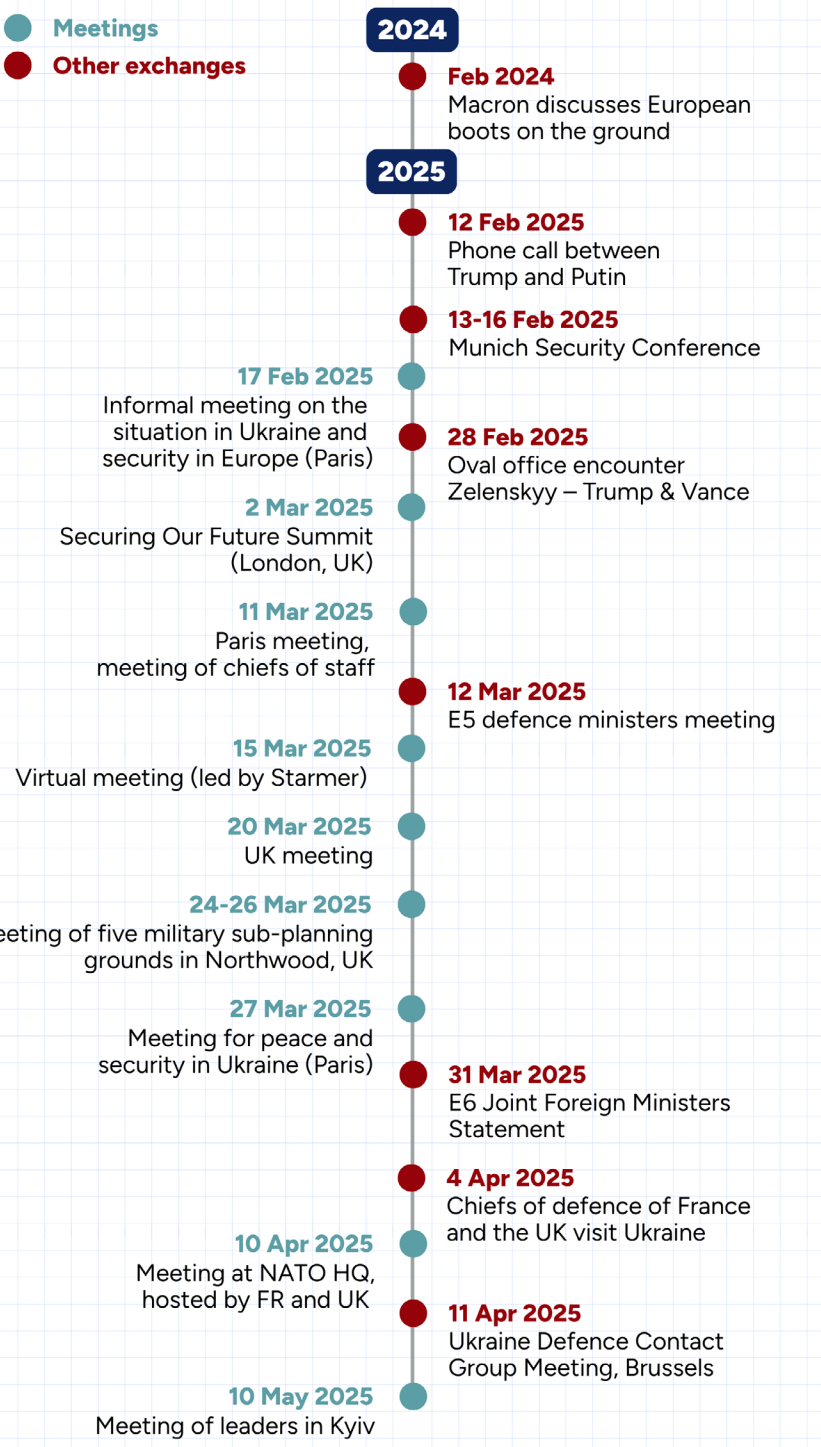 Meetings
Other exchanges
2024
Feb 2024
Macron discusses European
boots on the ground
2025
12 Feb 2025
Phone call between
Trump and Putin
13-16 Feb 2025
Munich Security Conference
17 Feb 2025
Informal meeting on the
situation in Ukraine and
security in Europe (Paris)
28 Feb 2025
Oval office encounter
Zelenskyy – Trump & Vance
2 Mar 2025
Securing Our Future Summit
(London, UK)
11 Mar 2025
Paris meeting,
meeting of chiefs of staff
12 Mar 2025
E5 defence ministers meeting
15 Mar 2025
Virtual meeting (led by Starmer)
20 Mar 2025
UK meeting
24-26 Mar 2025
eeting of five military sub-planning
grounds in Northwood, UK
27 Mar 2025
Meeting for peace and
security in Ukraine (Paris)
31 Mar 2025
E6 Joint Foreign Ministers
Statement
4 Apr 2025
Chiefs of defence of France
and the UK visit Ukraine
10 Apr 2025
Meeting at NATO HQ,
hosted by FR and UK
11 Apr 2025
Ukraine Defence Contact
Group Meeting, Brussels
10 May 2025
Meeting of leaders in Kyiv